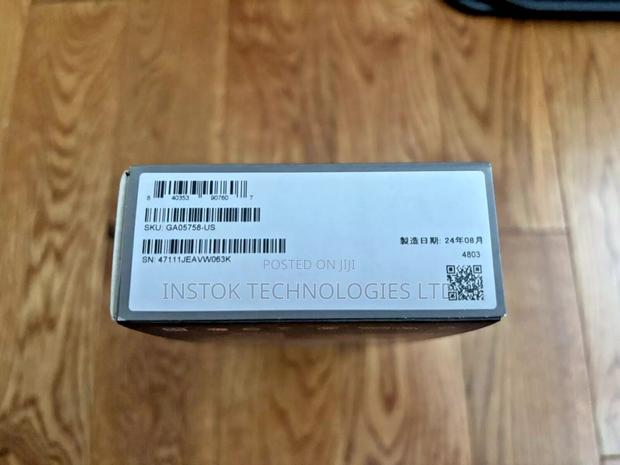 8 40353 90760 7
SKU: GA05758-US
SN: 47111JEAVW063K
製造日期: 24年08月
4803
POSTED ON JIJI
INSTOK TECHNOLOGIES LTD